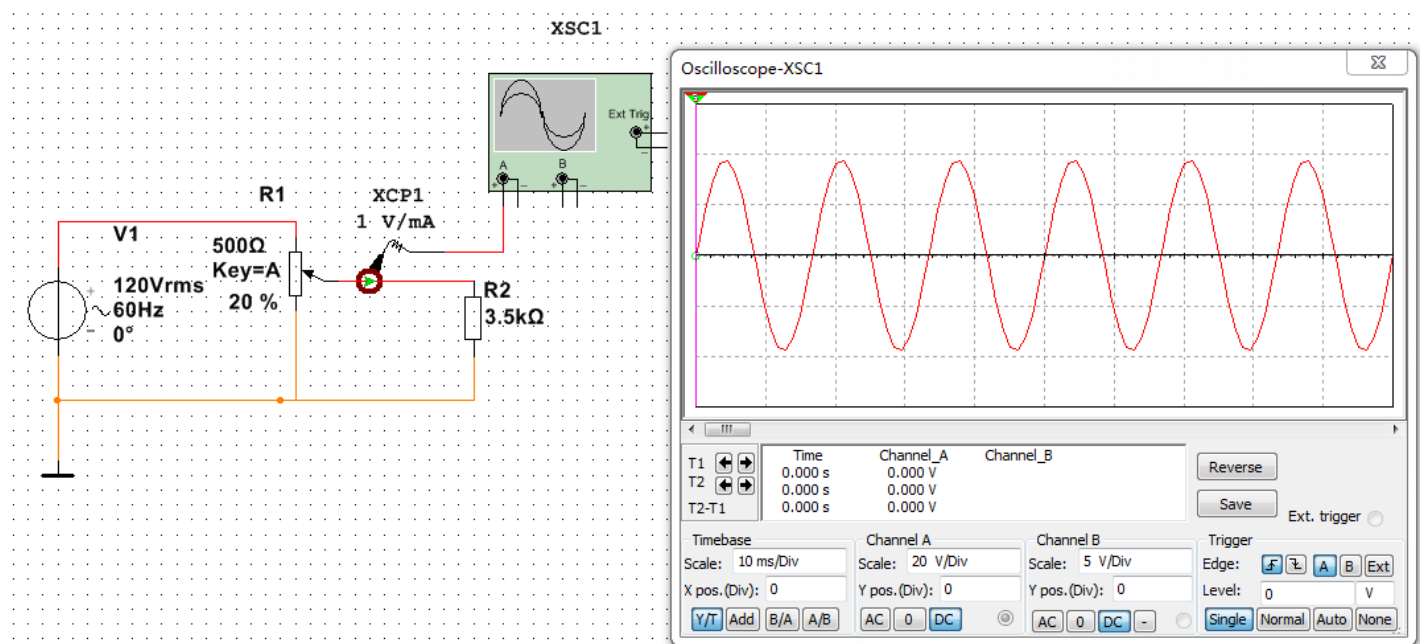 XSC1
Ext Trig
+
−
A
B
+ − + −
R1
XCP1
1 V/mA
V1
500Ω
Key=A
20 %
+
120Vrms
60Hz
−
0°
R2
3.5kΩ
Oscilloscope-XSC1
Time Channel_A Channel_B
T1 0.000 s 0.000 V
T2 0.000 s 0.000 V
T2-T1 0.000 s 0.000 V
Reverse
Save
Ext. trigger
Timebase Channel A Channel B Trigger
Scale: 10 ms/Div Scale: 20 V/Div Scale: 5 V/Div Edge: A B Ext
X pos.(Div): 0 Y pos.(Div): 0 Y pos.(Div): 0 Level: 0 V
Y/T Add B/A A/B AC 0 DC AC 0 DC - Single Normal Auto None